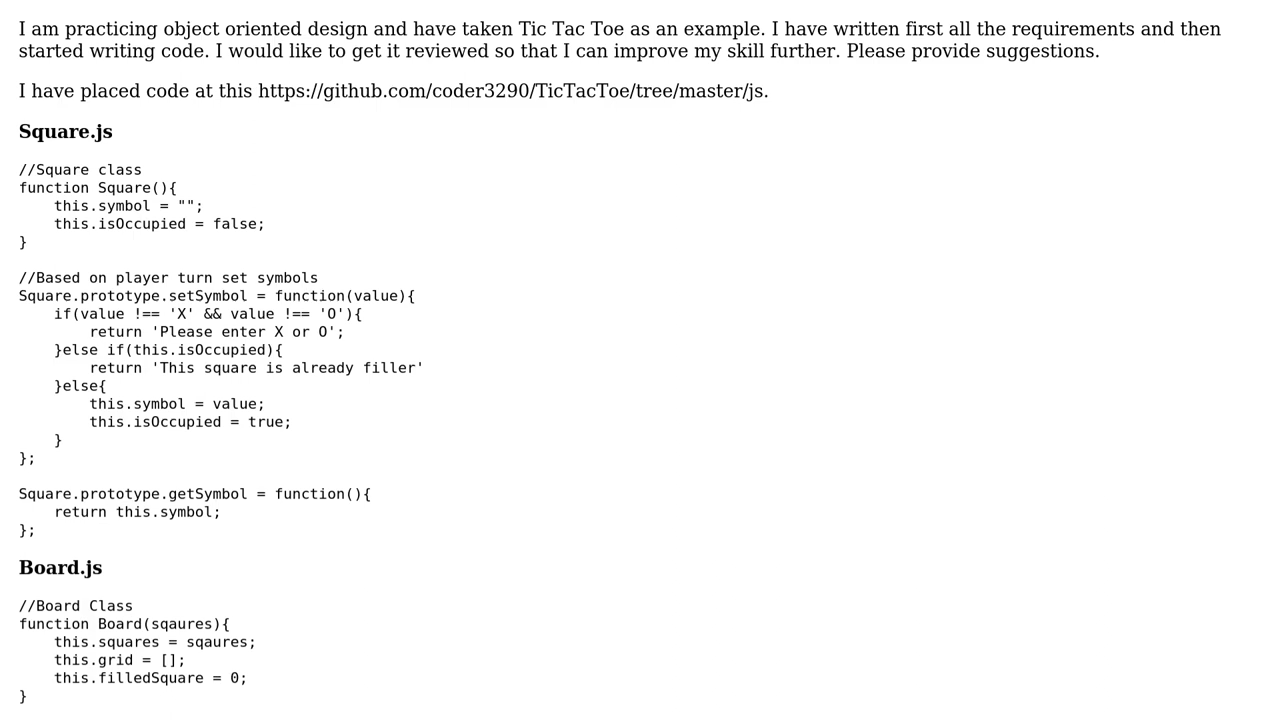 I am practicing object oriented design and have taken Tic Tac Toe as an example. I have written first all the requirements and then
started writing code. I would like to get it reviewed so that I can improve my skill further. Please provide suggestions.
I have placed code at this https://github.com/coder3290/TicTacToe/tree/master/js.
Square.js
//Square class
function Square(){
    this.symbol = "";
    this.isOccupied = false;
}
//Based on player turn set symbols
Square.prototype.setSymbol = function(value){
    if(value !== 'X' && value !== 'O'){
        return 'Please enter X or O';
    }else if(this.isOccupied){
        return 'This square is already filler'
    }else{
        this.symbol = value;
        this.isOccupied = true;
    }
};
Square.prototype.getSymbol = function(){
    return this.symbol;
};
Board.js
//Board Class
function Board(sqaures){
    this.squares = sqaures;
    this.grid = [];
    this.filledSquare = 0;
}